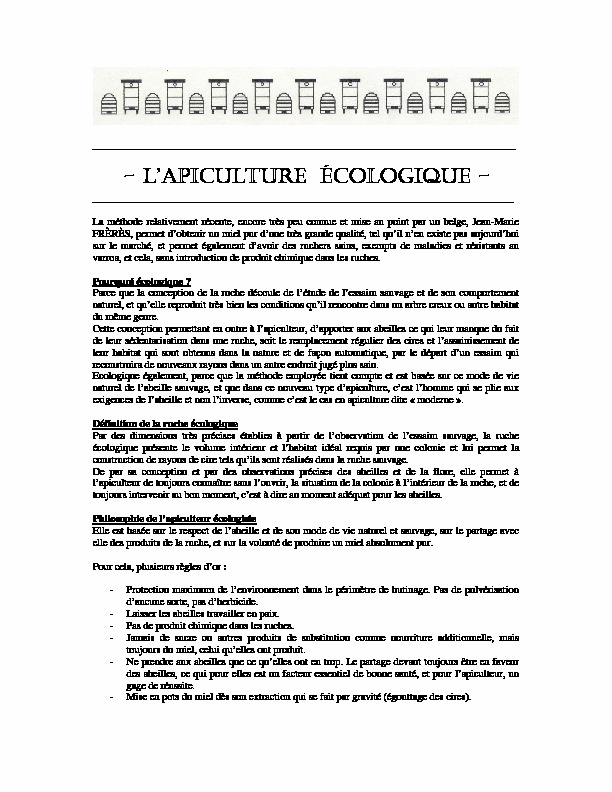 ~ L'APICULTURE ÉCOLOGIQUE ~
La méthode relativement récente, encore très peu connue et mise au point par un belge, Jean-Marie
FRÈRÈS, permet d'obtenir un miel pur d'une très grande qualité, tel qu'il n'en existe pas aujourd'hui
sur le marché, et permet également d'avoir des ruchers sains, exempts de maladies et résistants au
varroa, et cela, sans introduction de produit chimique dans les ruches.
Pourquoi écologique ?
Parce que la conception de la ruche découle de l'étude de l'essaim sauvage et de son comportement
naturel, et qu'elle reproduit très bien les conditions qu'il rencontre dans un arbre creux ou autre habitat
du même genre.
Cette conception permettant en outre à l'apiculteur, d'apporter aux abeilles ce qui leur manque du fait
de leur sédentarisation dans une ruche, soit le remplacement régulier des cires et l'assainissement de
leur habitat qui sont obtenus dans la nature et de façon automatique, par le départ d'un essaim qui
reconstruira de nouveaux rayons dans un autre endroit jugé plus sain.
Ecologique également, parce que la méthode employée tient compte et est basée sur ce mode de vie
naturel de l'abeille sauvage, et que dans ce nouveau type d'apiculture, c'est l'homme qui se plie aux
exigences de l'abeille et non l'inverse, comme c'est le cas en apiculture dite « moderne ».
Définition de la ruche écologique
Par des dimensions très précises établies à partir de l'observation de l'essaim sauvage, la ruche
écologique présente le volume intérieur et l'habitat idéal requis par une colonie et lui permet la
construction de rayons de cire tels qu'ils sont réalisés dans la ruche sauvage.
De par sa conception et par des observations précises des abeilles et de la flore, elle permet à
l'apiculteur de toujours connaître sans l'ouvrir, la situation de la colonie à l'intérieur de la ruche, et de
toujours intervenir au bon moment, c'est à dire au moment adéquat pour les abeilles.
Philosophie de l'apiculteur écologiste
Elle est basée sur le respect de l'abeille et de son mode de vie naturel et sauvage, sur le partage avec
elle des produits de la ruche, et sur la volonté de produire un miel absolument pur.
Pour cela, plusieurs règles d'or :
- Protection maximum de l'environnement dans le périmètre de butinage. Pas de pulvérisation
d'aucune sorte, pas d'herbicide.
- Laisser les abeilles travailler en paix.
- Pas de produit chimique dans les ruches.
- Jamais de sucre ou autres produits de substitution comme nourriture additionnelle, mais
toujours du miel, celui qu'elles ont produit.
- Ne prendre aux abeilles que ce qu'elles ont en trop. Le partage devant toujours être en faveur
des abeilles, ce qui pour elles est un facteur essentiel de bonne santé, et pour l'apiculteur, un
gage de réussite.
- Mise en pots du miel dès son extraction qui se fait par gravité (égouttage des cires).